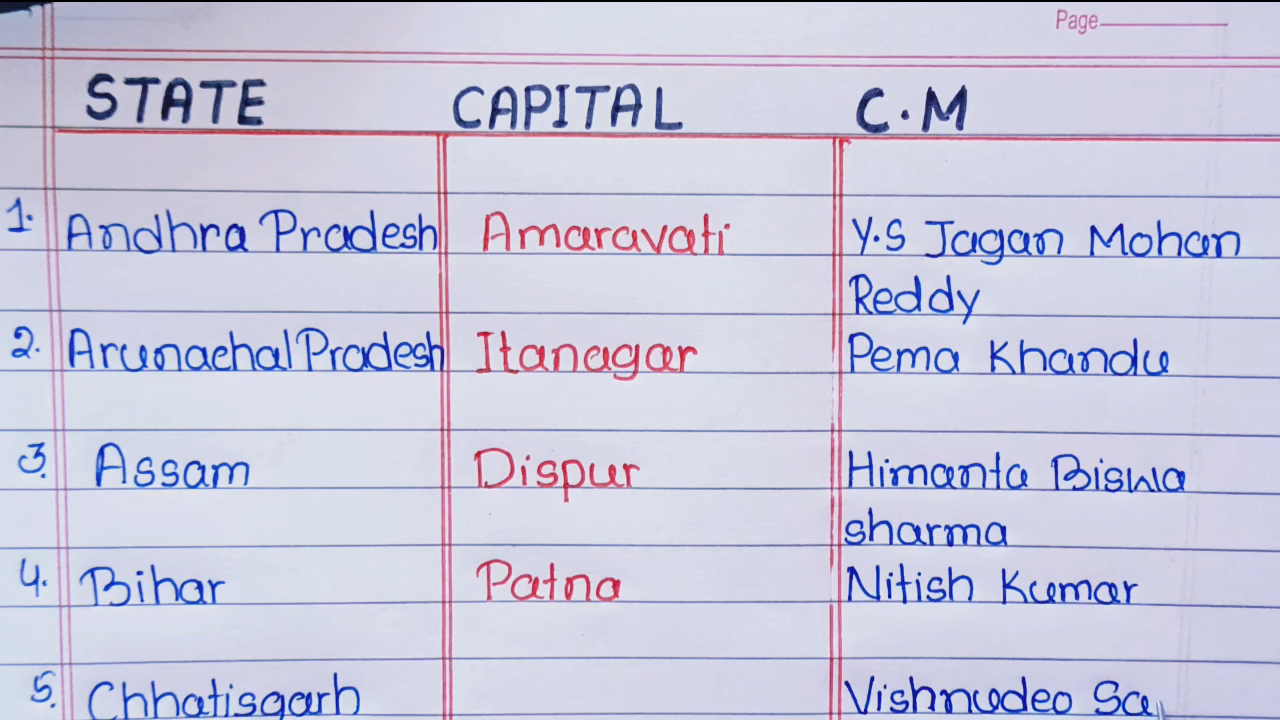 Page
STATE CAPITAL C.M
1. Andhra Pradesh Amaravati Y.S Jagan Mohan
Reddy
2. Arunachal Pradesh Itanagar Pema Khandu
3. Assam Dispur Himanta Biswa
sharma
4. Bihar Patna Nitish Kumar
5. Chhatisgarh Vishnudeo Sa